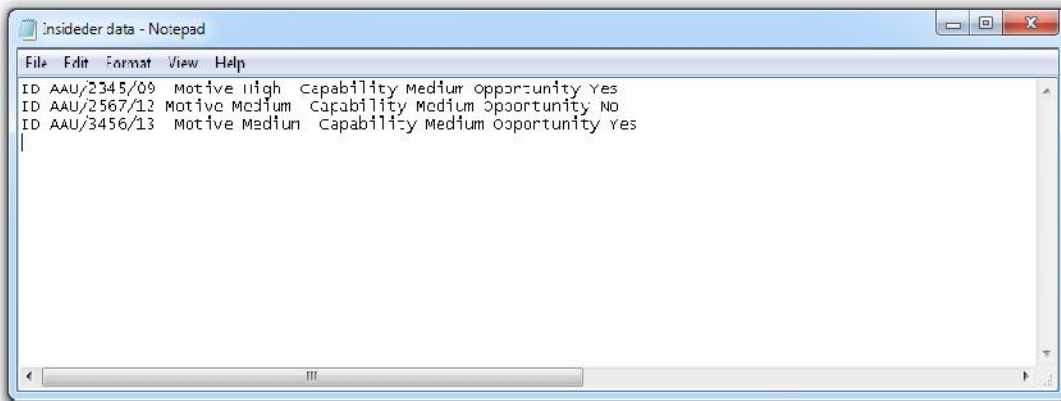 Insideder data - Notepad
File Edit Format View Help
ID AAU/2345/09 Motive High Capability Medium Opportunity Yes
ID AAU/2567/12 Motive Medium Capability Medium Opportunity No
ID AAU/3456/13 Motive Medium Capability Medium Opportunity Yes